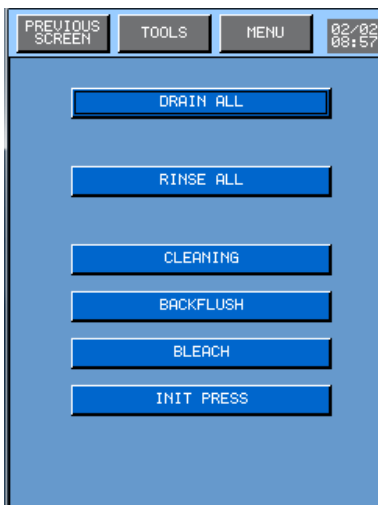 PREVIOUS
SCREEN
TOOLS
MENU
02/02
08:57
DRAIN ALL
RINSE ALL
CLEANING
BACKFLUSH
BLEACH
INIT PRESS